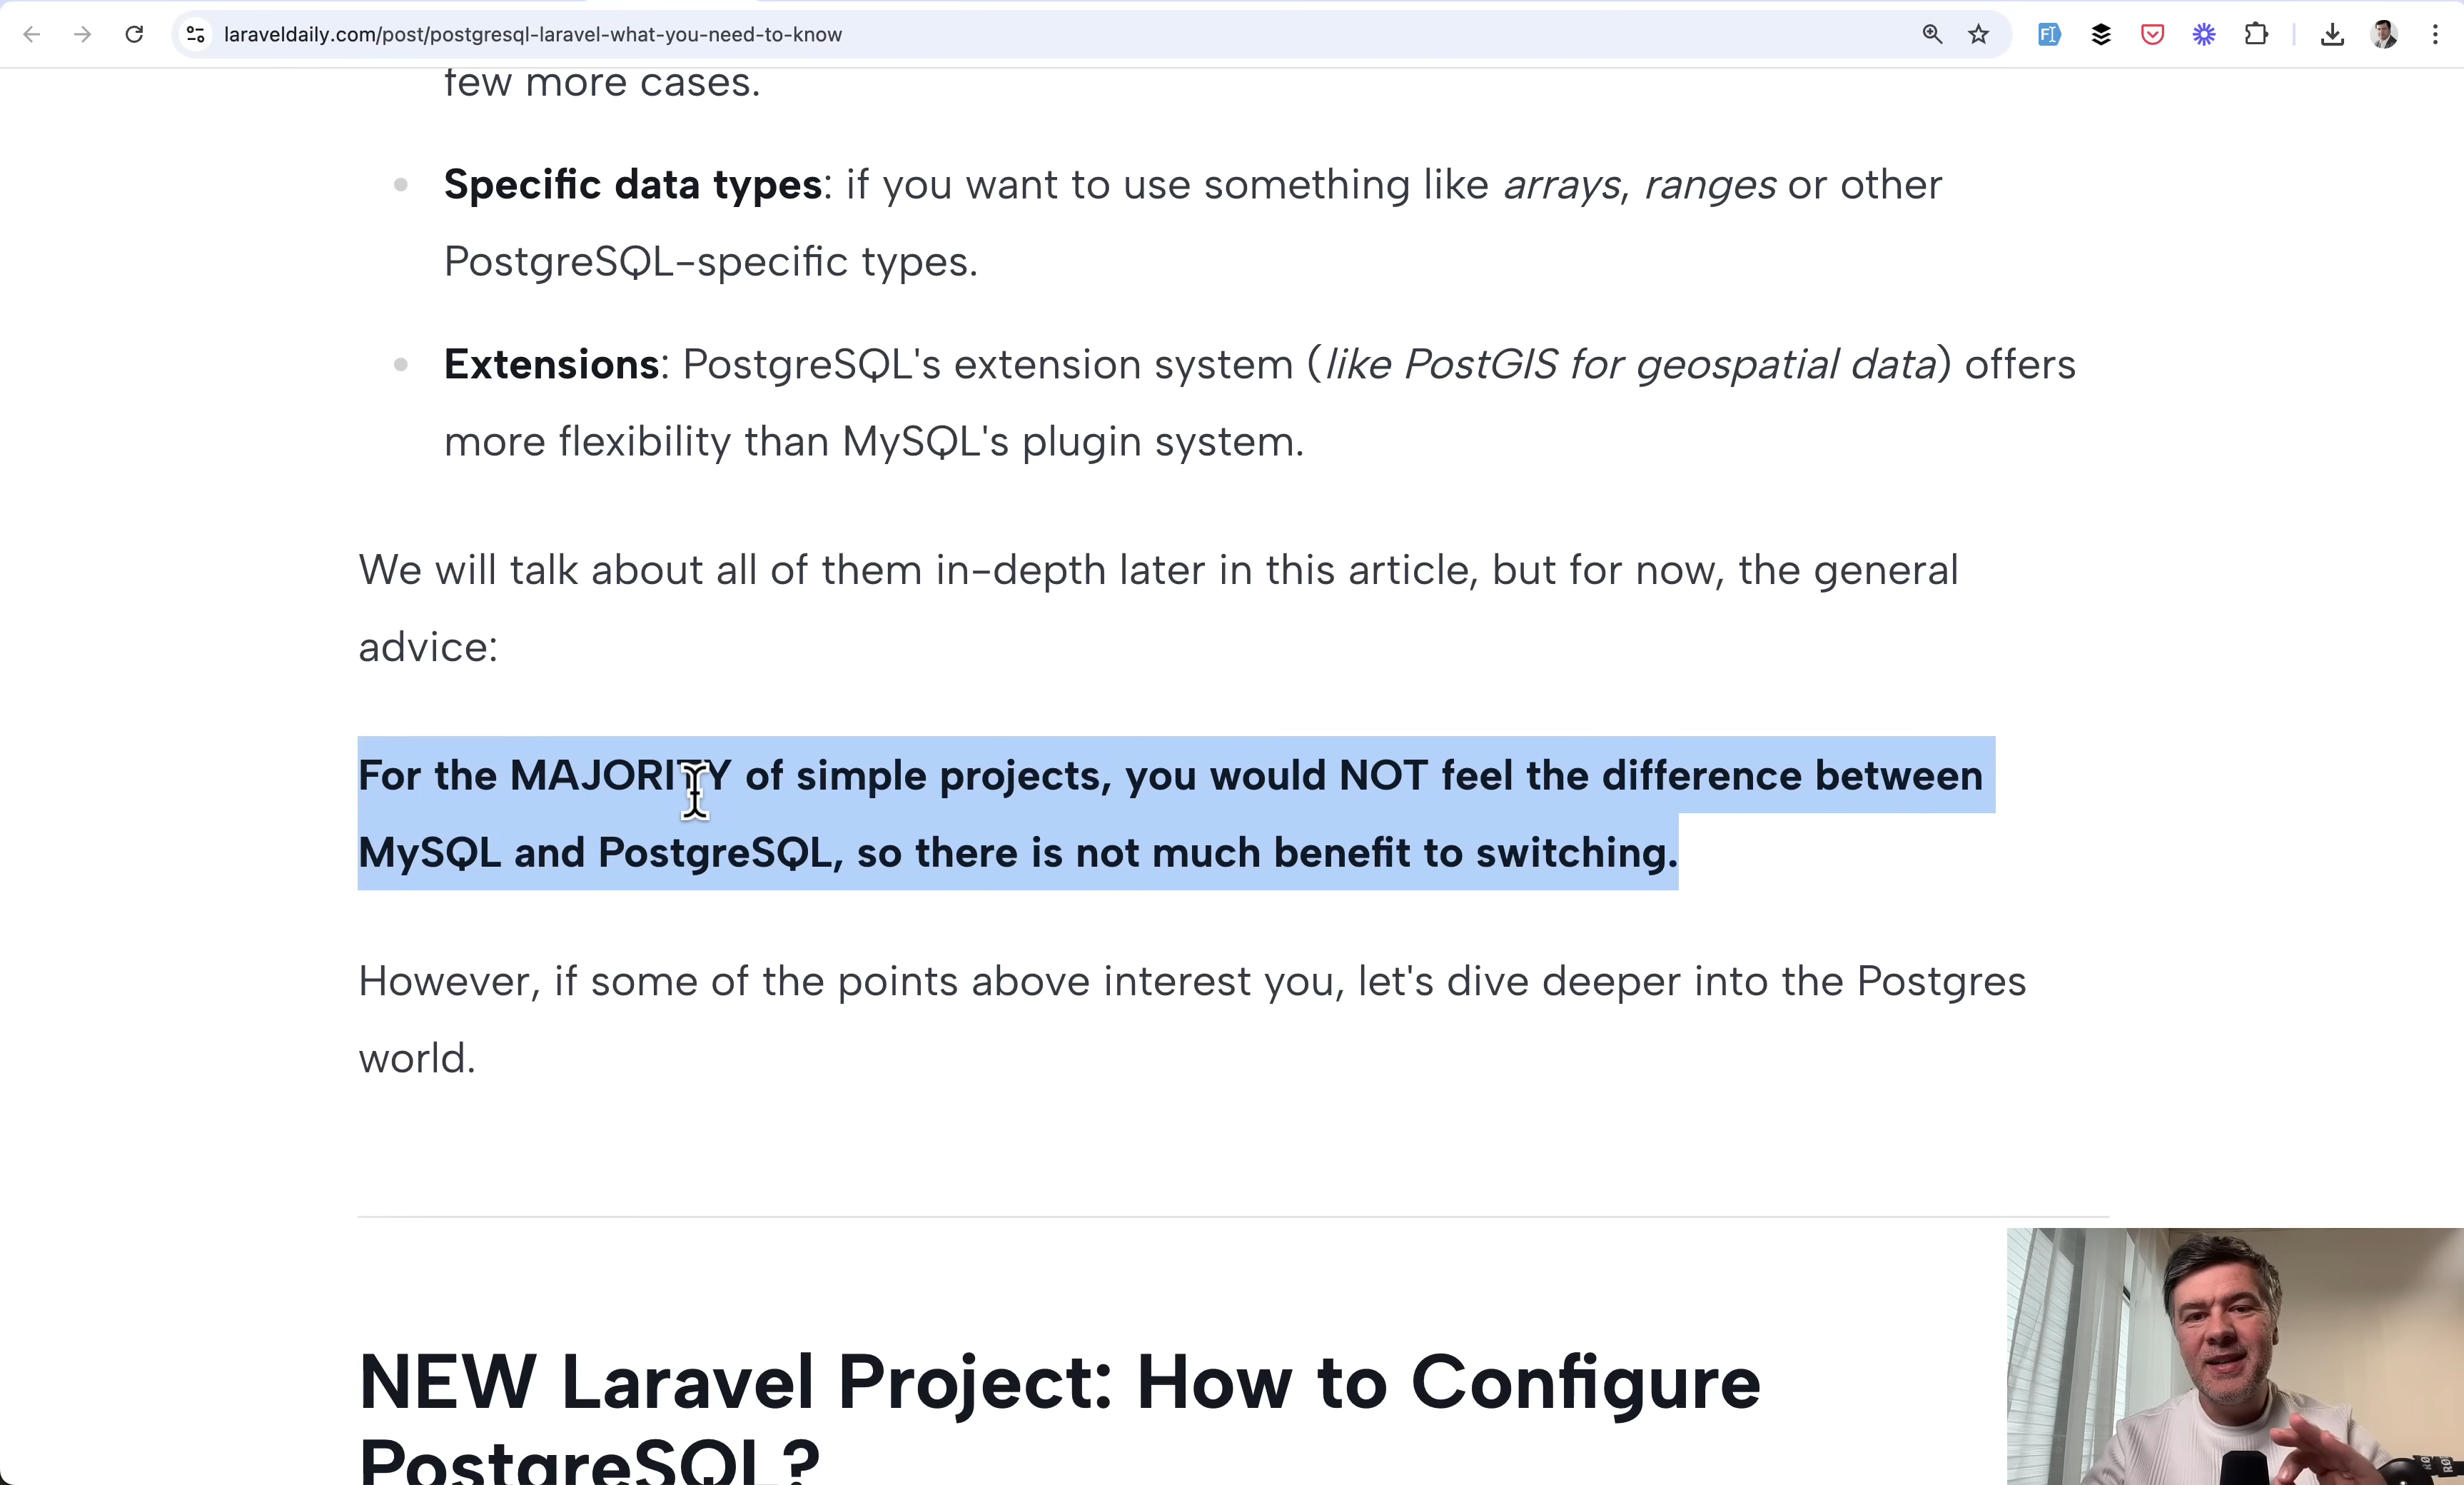 laraveldaily.com/post/postgresql-laravel-what-you-need-to-know
few more cases.
Specific data types: if you want to use something like arrays, ranges or other
PostgreSQL-specific types.
Extensions: PostgreSQL's extension system (like PostGIS for geospatial data) offers
more flexibility than MySQL's plugin system.
We will talk about all of them in-depth later in this article, but for now, the general
advice:
For the MAJORITY of simple projects, you would NOT feel the difference between
MySQL and PostgreSQL, so there is not much benefit to switching.
However, if some of the points above interest you, let's dive deeper into the Postgres
world.
NEW Laravel Project: How to Configure
PostgreSQL?